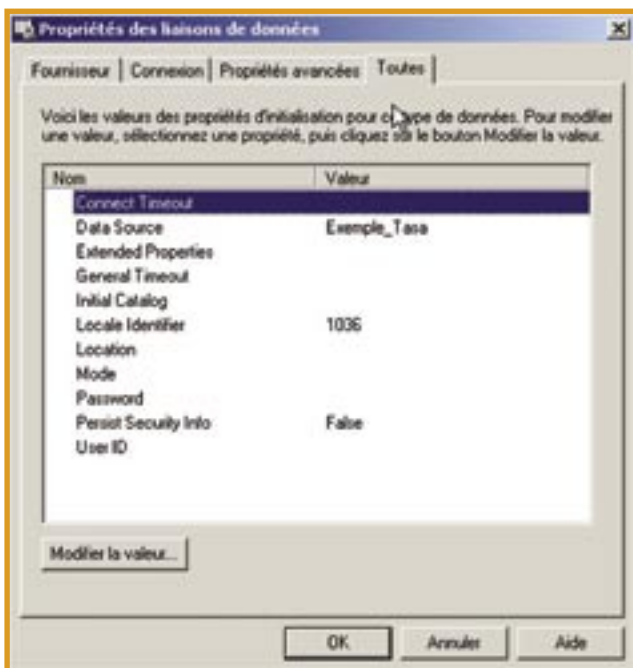 Propriétés des liaisons de données
Fournisseur Connexion Propriétés avancées Toutes
Voici les valeurs des propriétés d'initialisation pour ce type de données. Pour modifier
une valeur, sélectionnez une propriété, puis cliquez sur le bouton Modifier la valeur.
Nom Valeur
Connect Timeout
Data Source Exemple_Tasa
Extended Properties
General Timeout
Initial Catalog
Locale Identifier 1036
Location
Mode
Password
Persist Security Info False
User ID
Modifier la valeur...
OK Annuler Aide